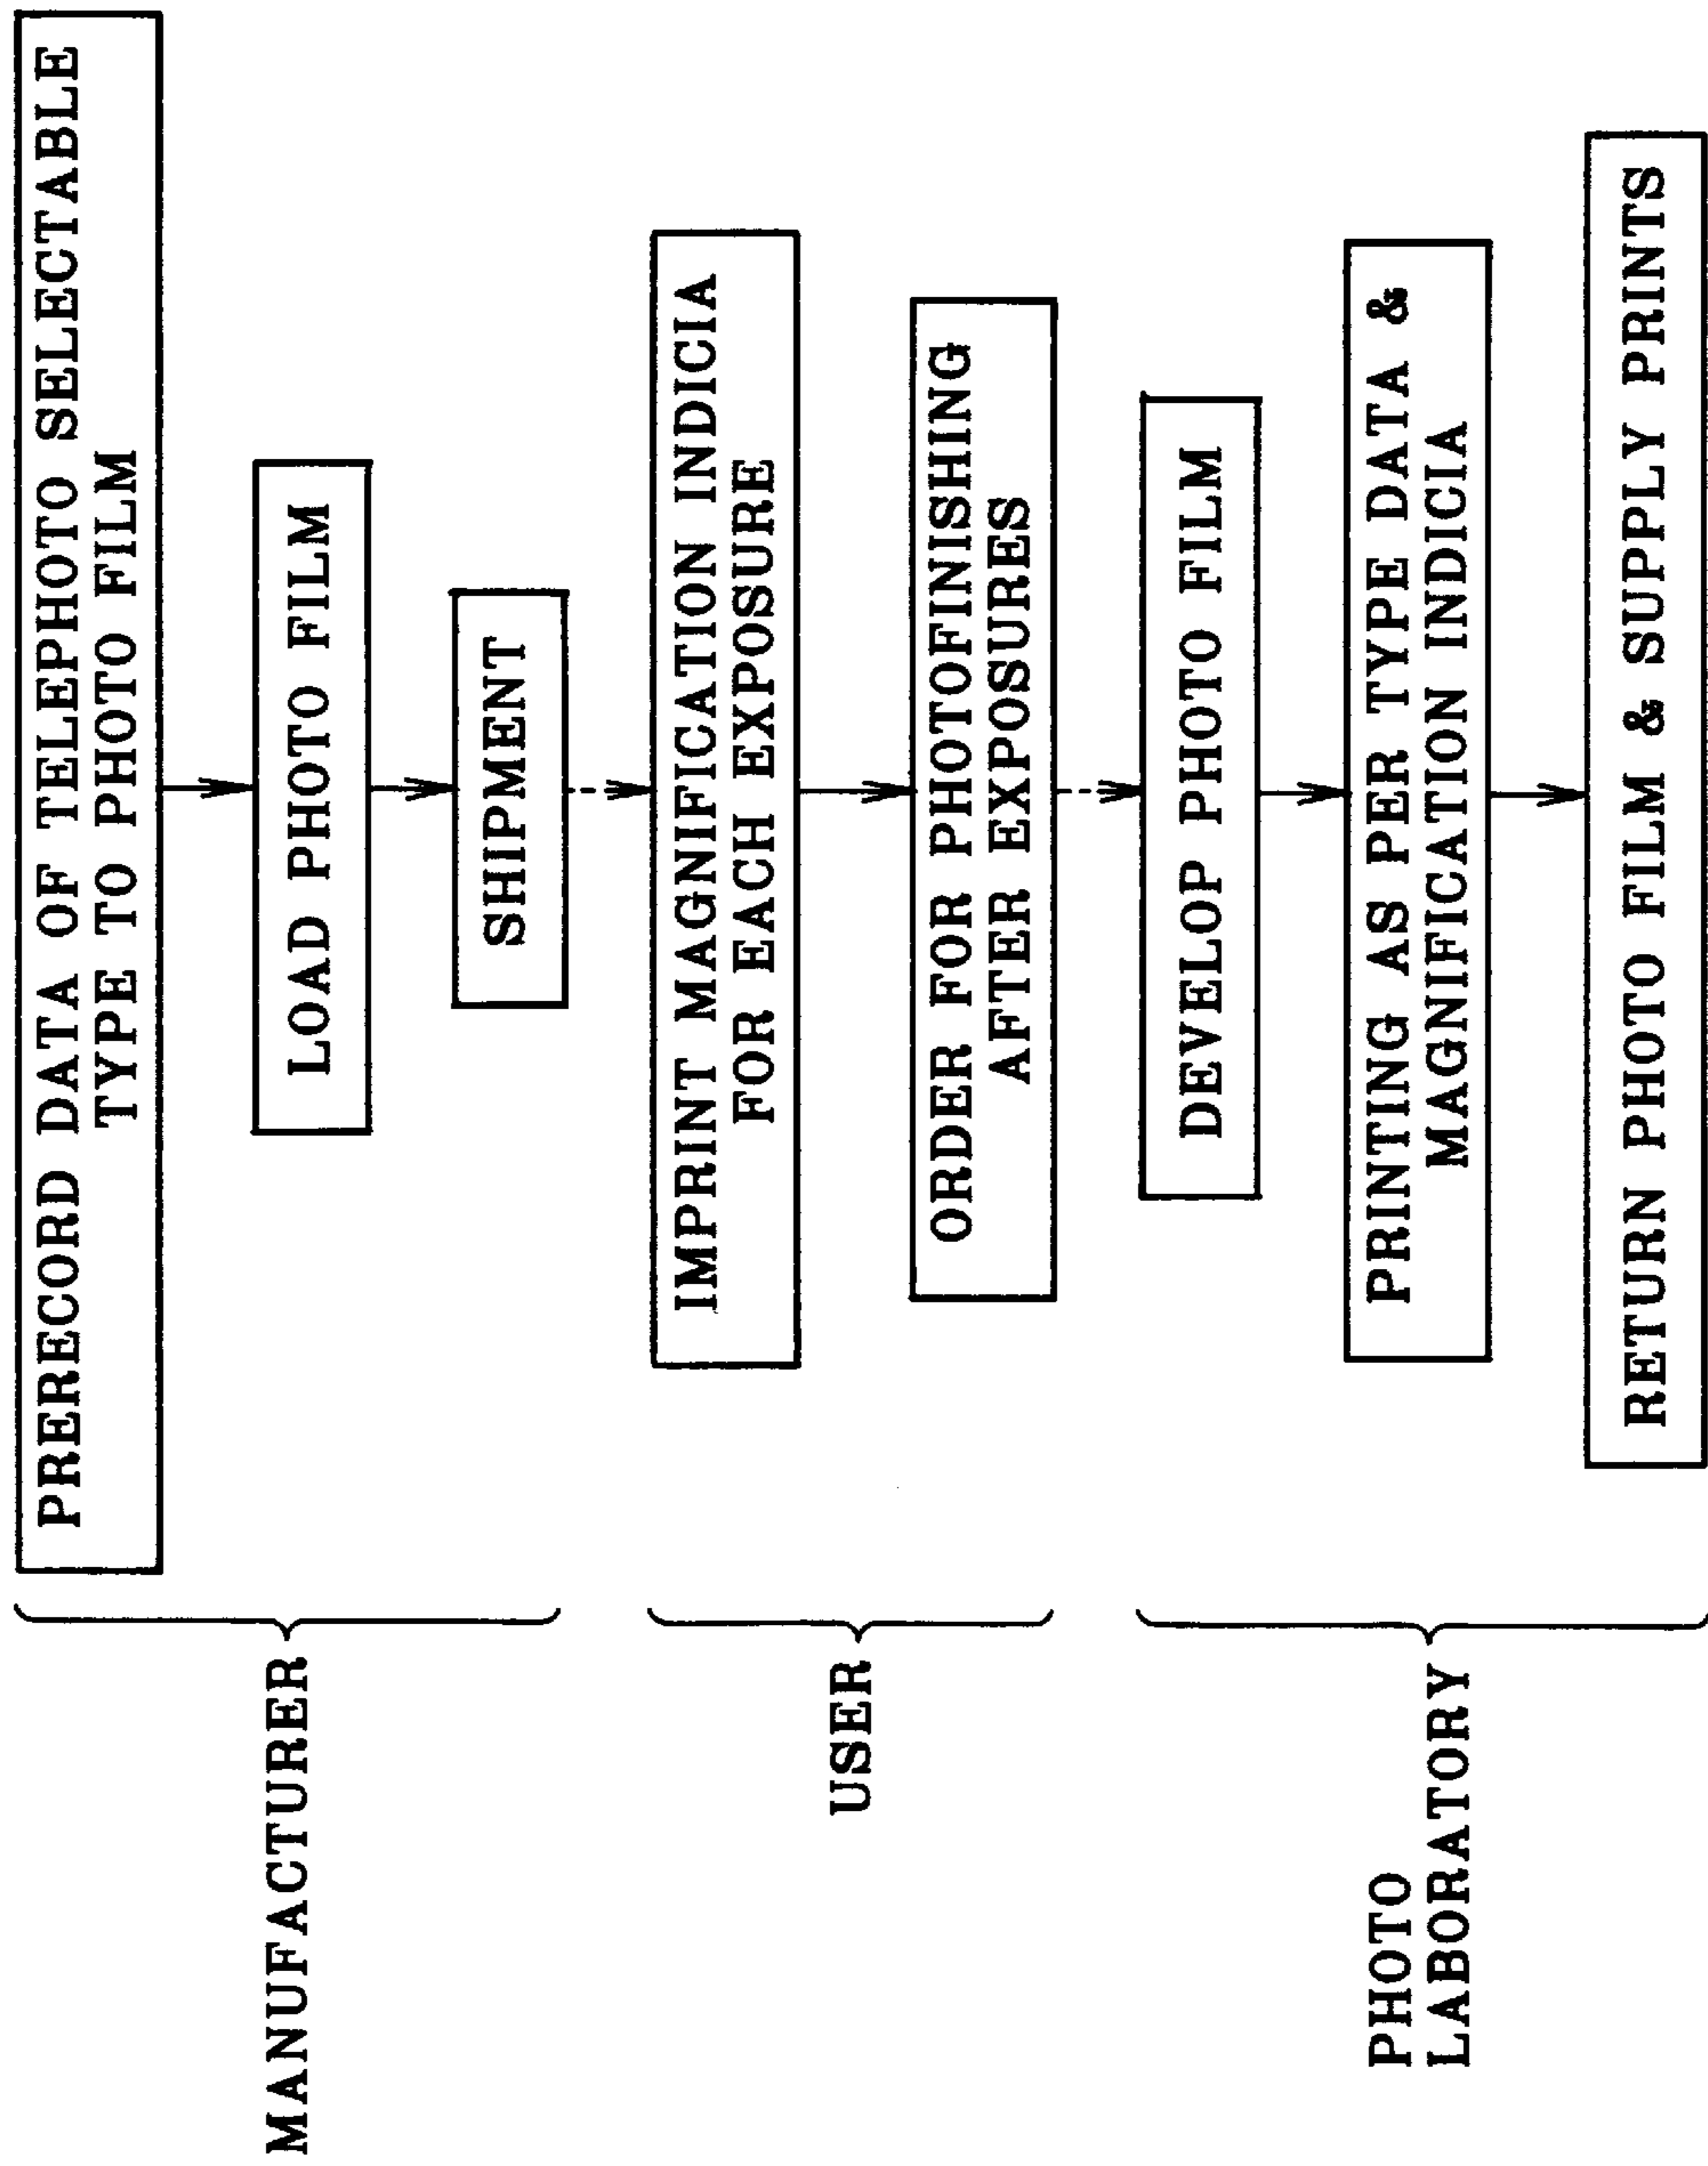 MANUFACTURER
PRERECORD DATA OF TELEPHOTO SELECTABLE
TYPE TO PHOTO FILM
LOAD PHOTO FILM
SHIPMENT
USER
IMPRINT MAGNIFICATION INDICIA
FOR EACH EXPOSURE
ORDER FOR PHOTOFINISHING
AFTER EXPOSURES
PHOTO
LABORATORY
DEVELOP PHOTO FILM
PRINTING AS PER TYPE DATA &
MAGNIFICATION INDICIA
RETURN PHOTO FILM & SUPPLY PRINTS